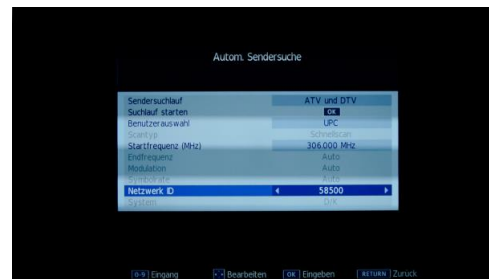 Autom. Sendersuche
Sendersuchlauf ATV und DTV
Suchlauf starten OK
Benutzerauswahl UPC
Scantyp Schnellscan
Startfrequenz (MHz) 306.000 MHz
Endfrequenz Auto
Modulation Auto
Symbolrate Auto
Netzwerk ID 58500
System D/K
0-9 Eingang Bearbeiten OK Eingeben RETURN Zurück